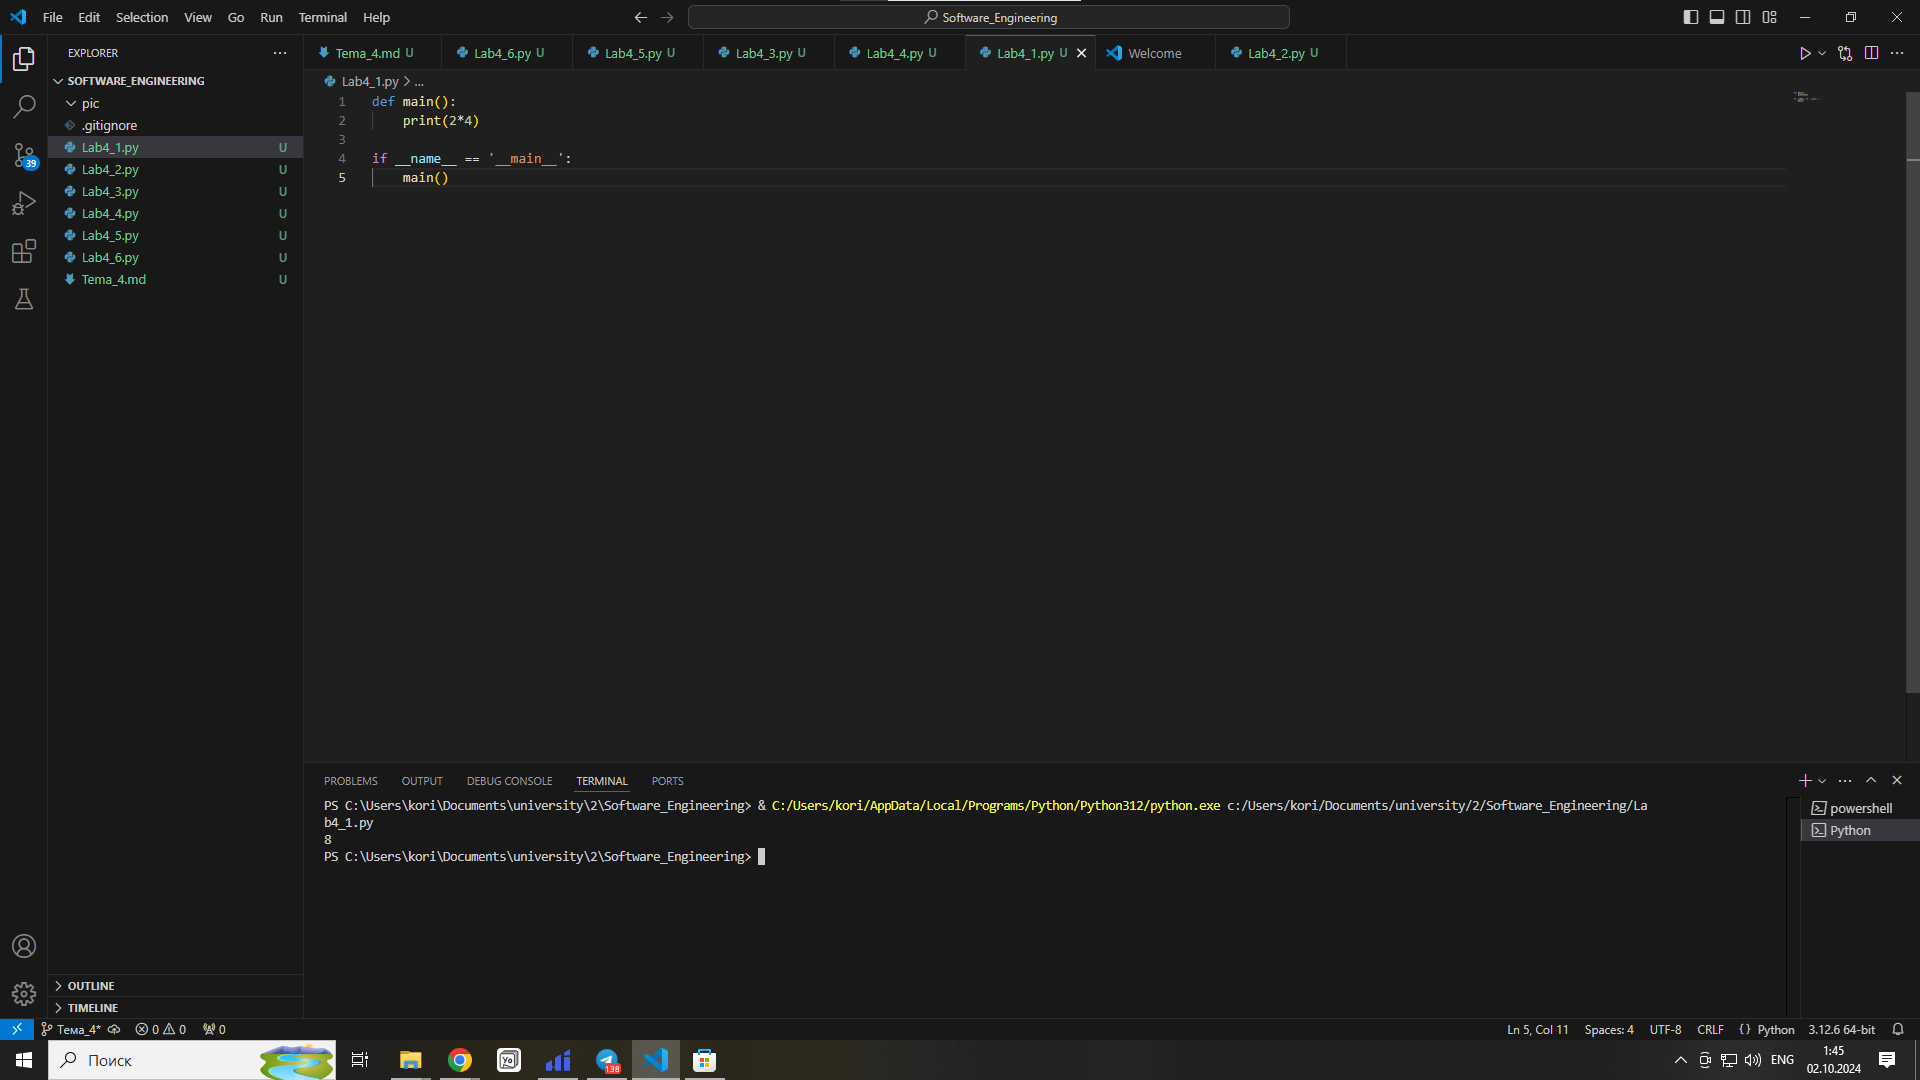 File Edit Selection View Go Run Terminal Help
Software_Engineering
EXPLORER
SOFTWARE_ENGINEERING
pic
.gitignore
Lab4_1.py U
Lab4_2.py U
Lab4_3.py U
Lab4_4.py U
Lab4_5.py U
Lab4_6.py U
Tema_4.md U
39
OUTLINE
TIMELINE
Tema_4.md U Lab4_6.py U Lab4_5.py U Lab4_3.py U Lab4_4.py U Lab4_1.py U Welcome Lab4_2.py U
Lab4_1.py > ...
1 def main():
2     print(2*4)
3
4 if __name__ == '__main__':
5     main()
PROBLEMS OUTPUT DEBUG CONSOLE TERMINAL PORTS
PS C:\Users\kori\Documents\university\2\Software_Engineering> & C:/Users/kori/AppData/Local/Programs/Python/Python312/python.exe c:/Users/kori/Documents/university/2/Software_Engineering/La
b4_1.py
8
PS C:\Users\kori\Documents\university\2\Software_Engineering>
powershell
Python
Тема_4* 0 0 0 Ln 5, Col 11 Spaces: 4 UTF-8 CRLF {} Python 3.12.6 64-bit
Поиск
Yo
138
ENG
1:45
02.10.2024